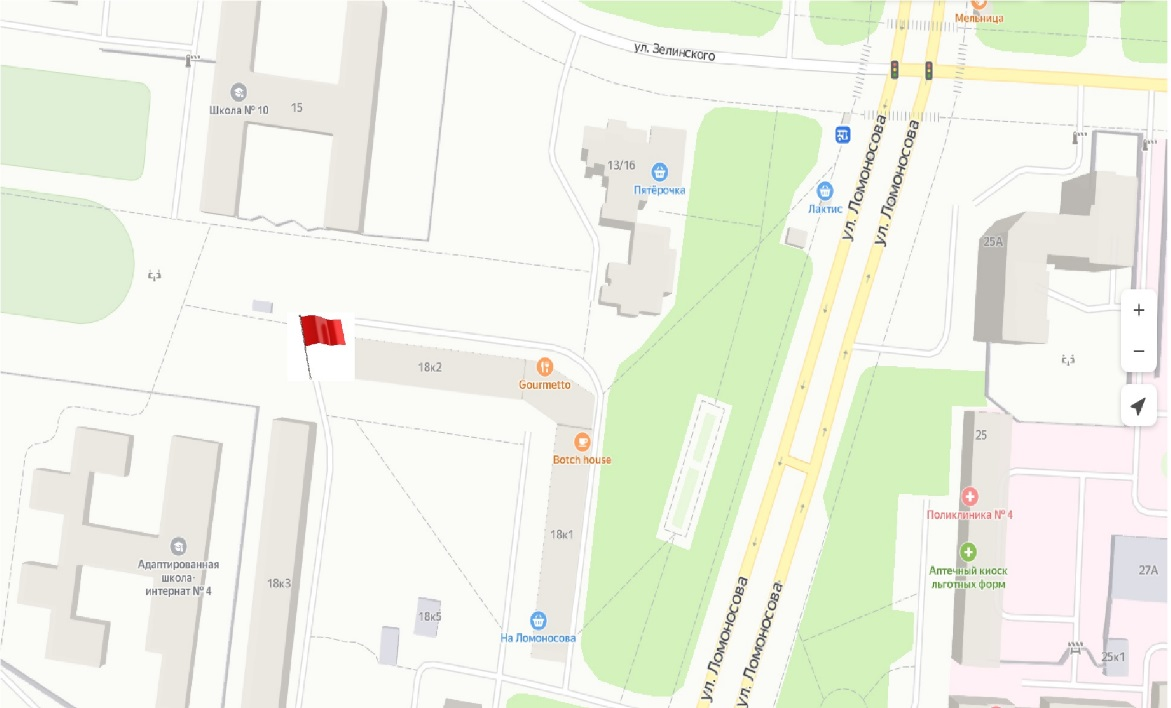 Мельница
ул. Зелинского
Школа № 10
15
13/16
Пятёрочка
Лактис
ул. Ломоносова
ул. Ломоносова
25А
+
−
18к2
Gourmetto
Botch house
25
Поликлиника № 4
18к1
Адаптированная
школа-
интернат № 4
18к3
Аптечный киоск
льготных форм
27А
18к5
На Ломоносова
ул. Ломоносова
ул. Ломоносова
25к1